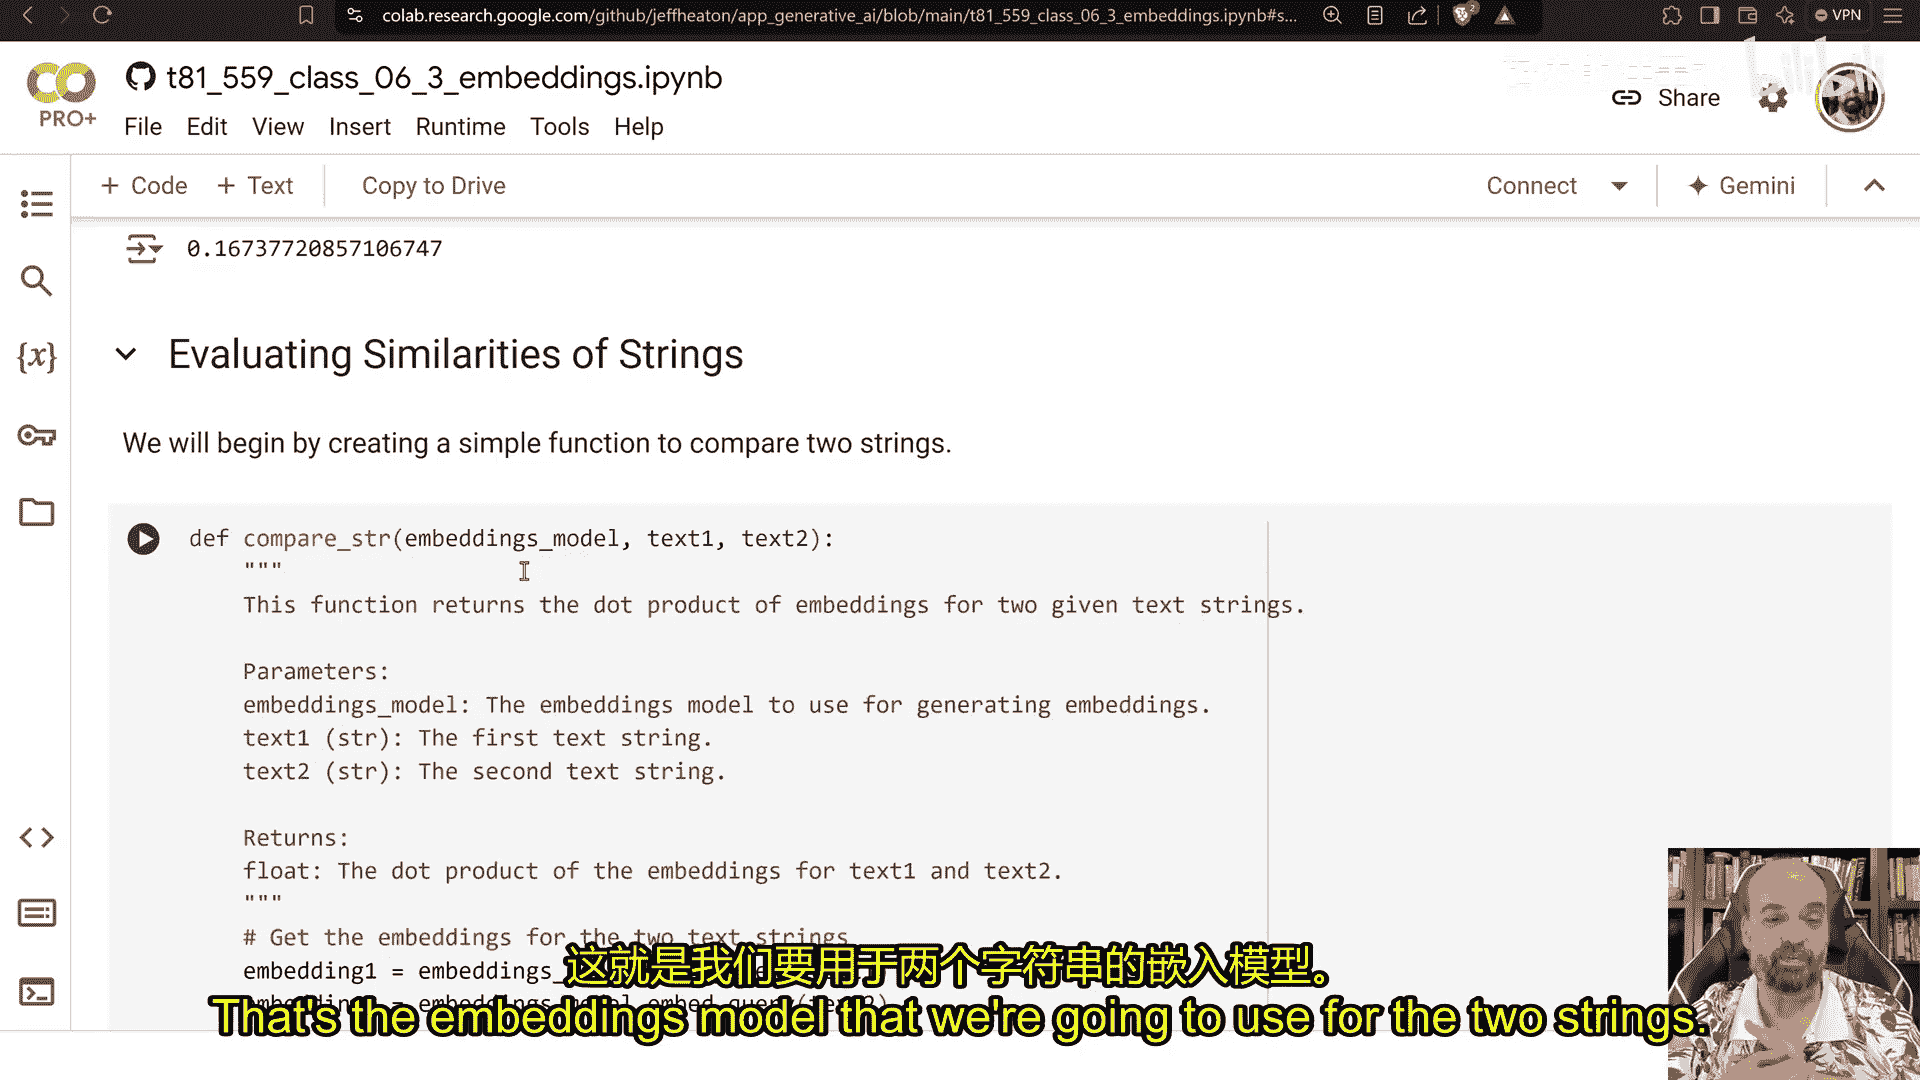 colab.research.google.com/github/jeffheaton/app_generative_ai/blob/main/t81_559_class_06_3_embeddings.ipynb#s...
2
VPN
t81_559_class_06_3_embeddings.ipynb
PRO+
File Edit View Insert Runtime Tools Help
Share
bilibili
+ Code + Text Copy to Drive
Connect
Gemini
0.16737720857106747
Evaluating Similarities of Strings
We will begin by creating a simple function to compare two strings.
def compare_str(embeddings_model, text1, text2):
"""
This function returns the dot product of embeddings for two given text strings.
Parameters:
embeddings_model: The embeddings model to use for generating embeddings.
text1 (str): The first text string.
text2 (str): The second text string.
Returns:
float: The dot product of the embeddings for text1 and text2.
"""
# Get the embeddings for the two text strings
embedding1 = embeddings_
这就是我们要用于两个字符串的嵌入模型。
That's the embeddings model that we're going to use for the two strings.